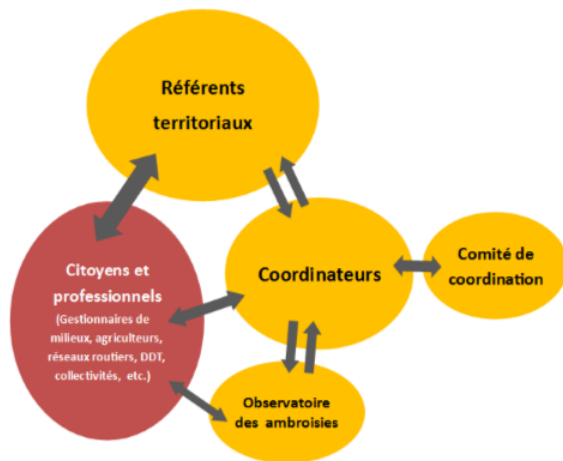 Référents
territoriaux
Citoyens et
professionnels
(Gestionnaires de
milieux, agriculteurs,
réseaux routiers, DDT,
collectivités, etc.)
Coordinateurs
Comité de
coordination
Observatoire
des ambroisies